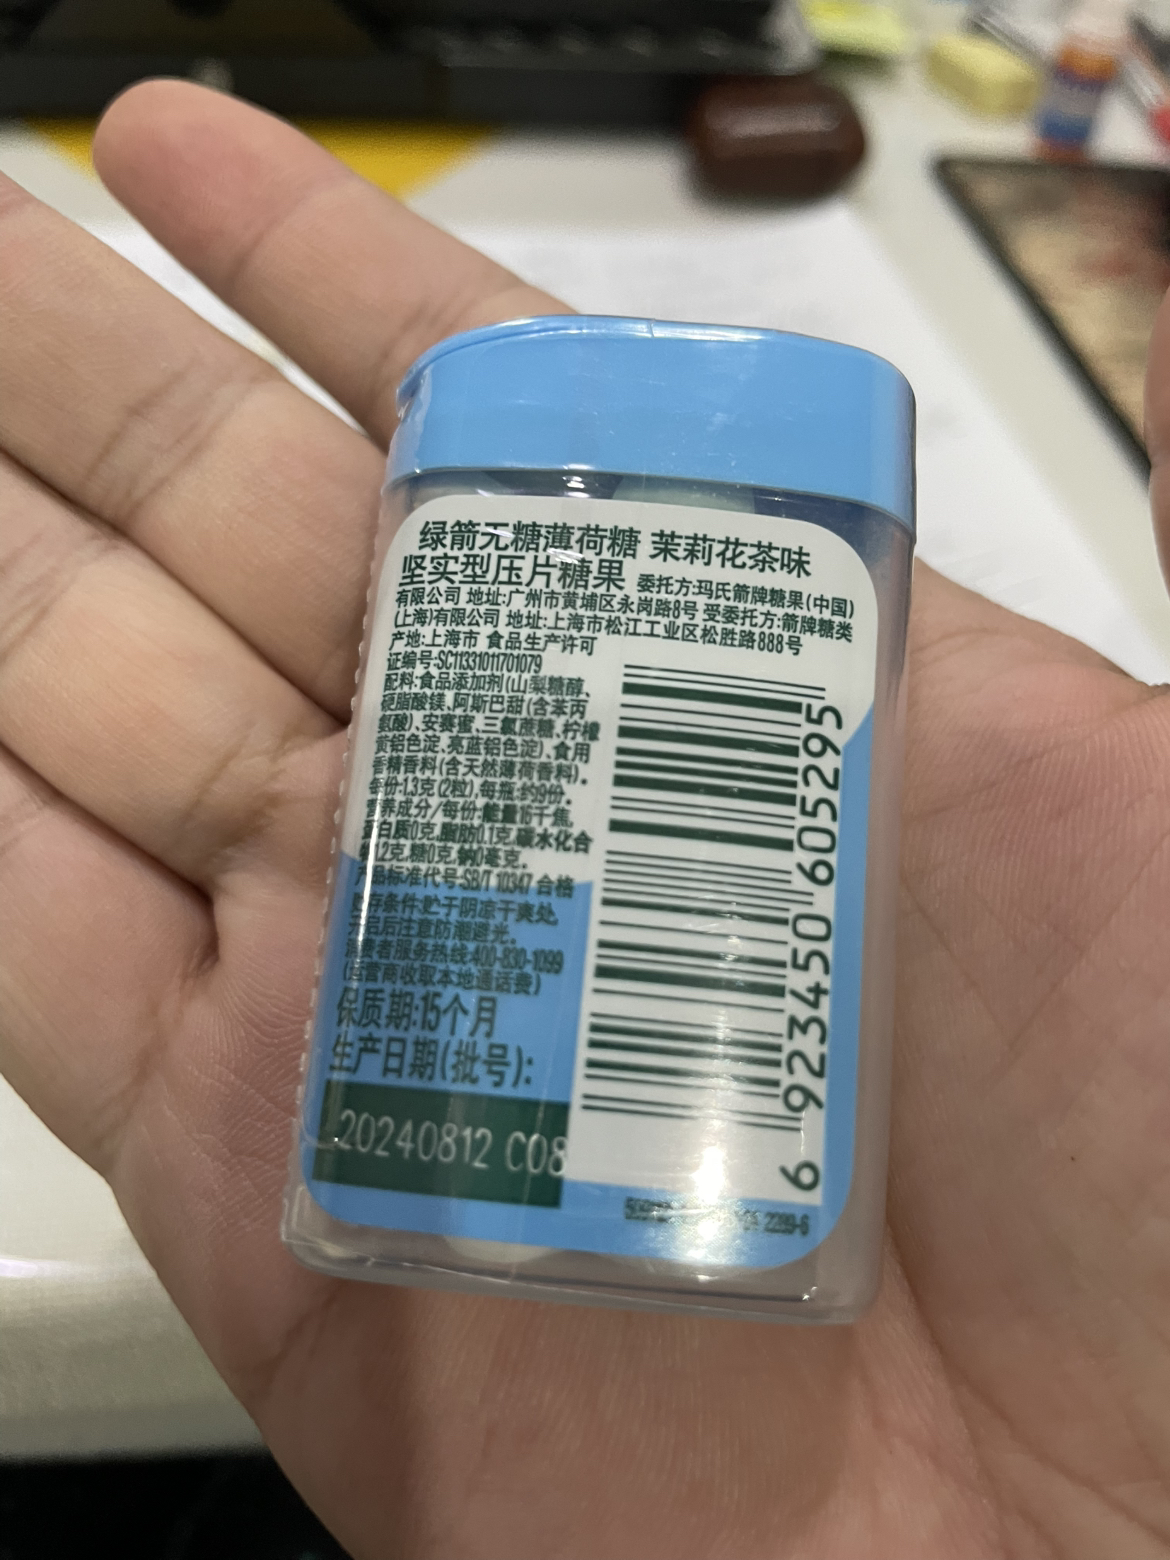 绿箭无糖薄荷糖 茉莉花茶味
坚实型压片糖果 委托方:玛氏箭牌糖果(中国)
有限公司 地址:广州市黄埔区永岗路8号 受委托方:箭牌糖类
(上海)有限公司 地址:上海市松江工业区松胜路888号
产地:上海市 食品生产许可
证编号:SC11331011701079
配料:食品添加剂(山梨糖醇、
硬脂酸镁、阿斯巴甜(含苯丙
氨酸)、安赛蜜、三氯蔗糖、柠檬
黄铝色淀、亮蓝铝色淀)、食用
香精香料(含天然薄荷香料)。
每份:1.3克(2粒),每瓶:约9份。
营养成分/每份:能量16千焦,
蛋白质0克,脂肪0.1克,碳水化合
物1.2克,糖0克,钠0毫克。
产品标准代号:SB/T 10347 合格
贮存条件:贮于阴凉干爽处,
开启后注意防潮避光。
消费者服务热线:400-830-1099
(运营商收取本地通话费)
保质期:15个月
生产日期(批号):
20240812 C08
6 923450 605295
2289-6